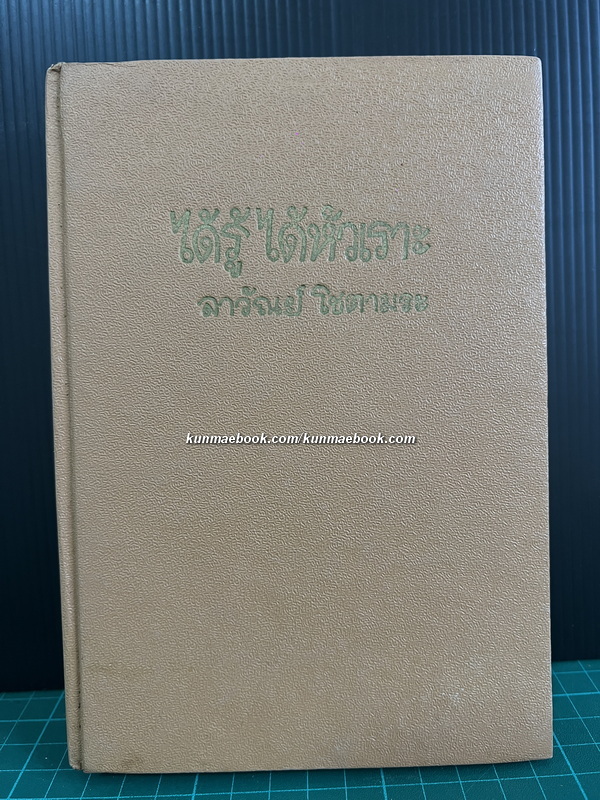 ได้รู้ ได้หัวเราะ
ลาวัณย์ โชตามระ
kunmaebook.com/kunmaebook.com